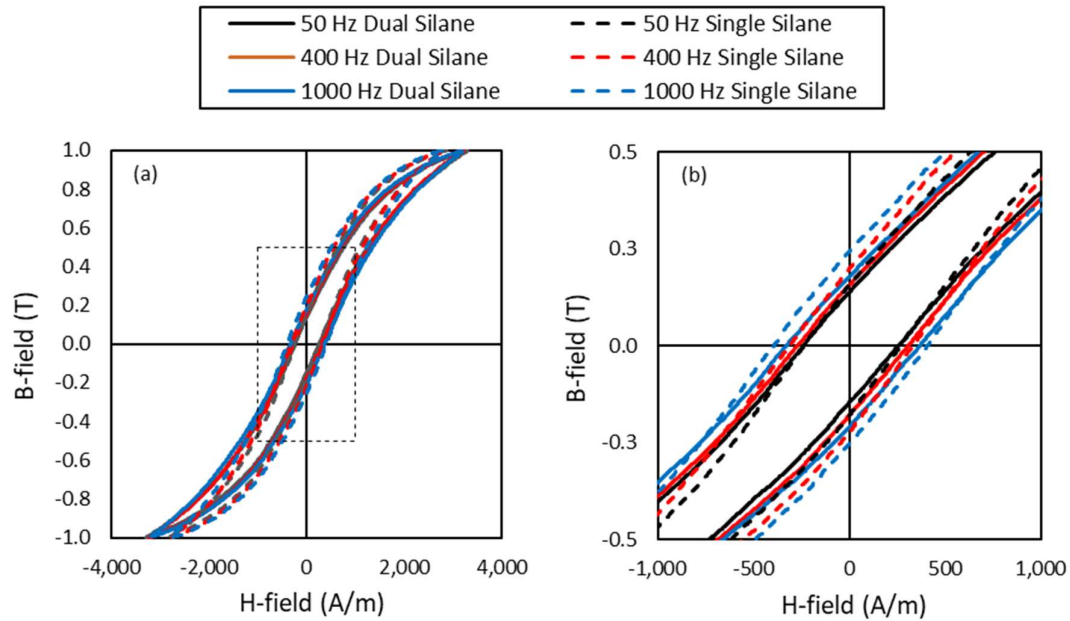 50 Hz Dual Silane 50 Hz Single Silane
400 Hz Dual Silane 400 Hz Single Silane
1000 Hz Dual Silane 1000 Hz Single Silane
(a)
1.0
0.8
0.6
0.4
0.2
0.0
-0.2
-0.4
-0.6
-0.8
-1.0
B-field (T)
-4,000 -2,000 0 2,000 4,000
H-field (A/m)
(b)
0.5
0.3
0.0
-0.3
-0.5
B-field (T)
-1,000 -500 0 500 1,000
H-field (A/m)